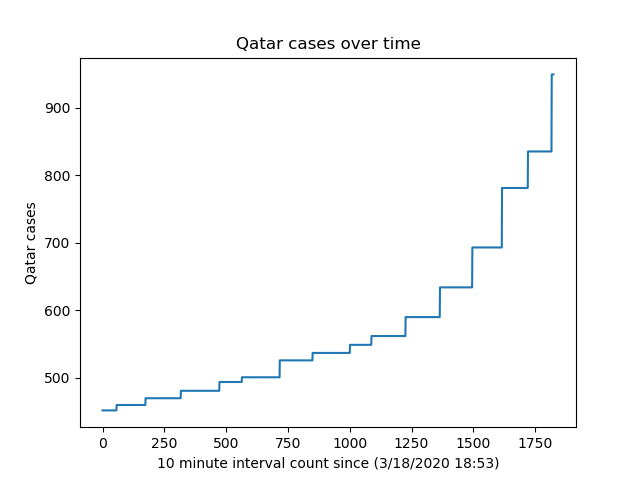 Qatar cases over time
900
800
700
600
500
Qatar cases
0 250 500 750 1000 1250 1500 1750
10 minute interval count since (3/18/2020 18:53)